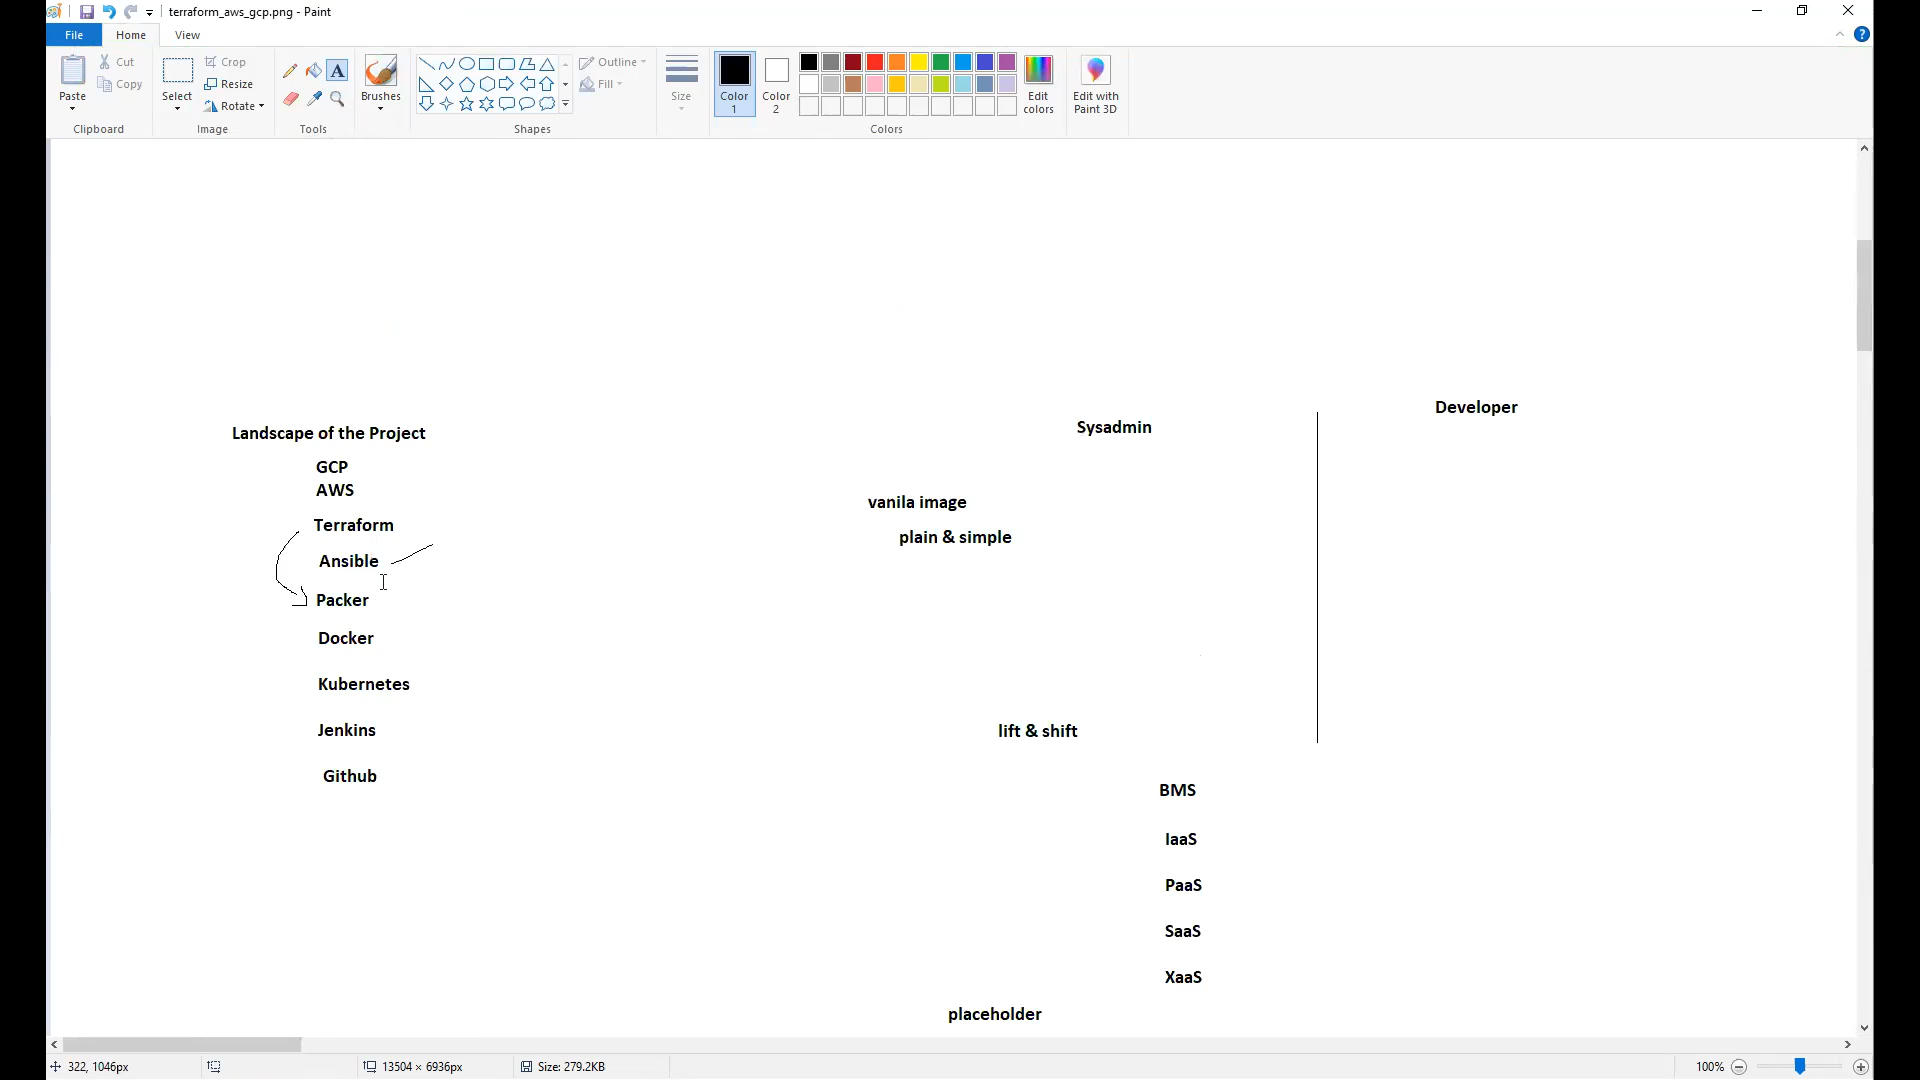 terraform_aws_gcp.png - Paint
File
Home
View
Paste
Cut
Copy
Clipboard
Select
Crop
Resize
Rotate
Image
Tools
Brushes
Shapes
Outline
Fill
Size
Color
1
Color
2
Colors
Edit
colors
Edit with
Paint 3D
Landscape of the Project
GCP
AWS
Terraform
Ansible
Packer
Docker
Kubernetes
Jenkins
Github
Sysadmin
Developer
vanila image
plain & simple
lift & shift
BMS
IaaS
PaaS
SaaS
XaaS
placeholder
322, 1046px
13504 × 6936px
Size: 279.2KB
100%